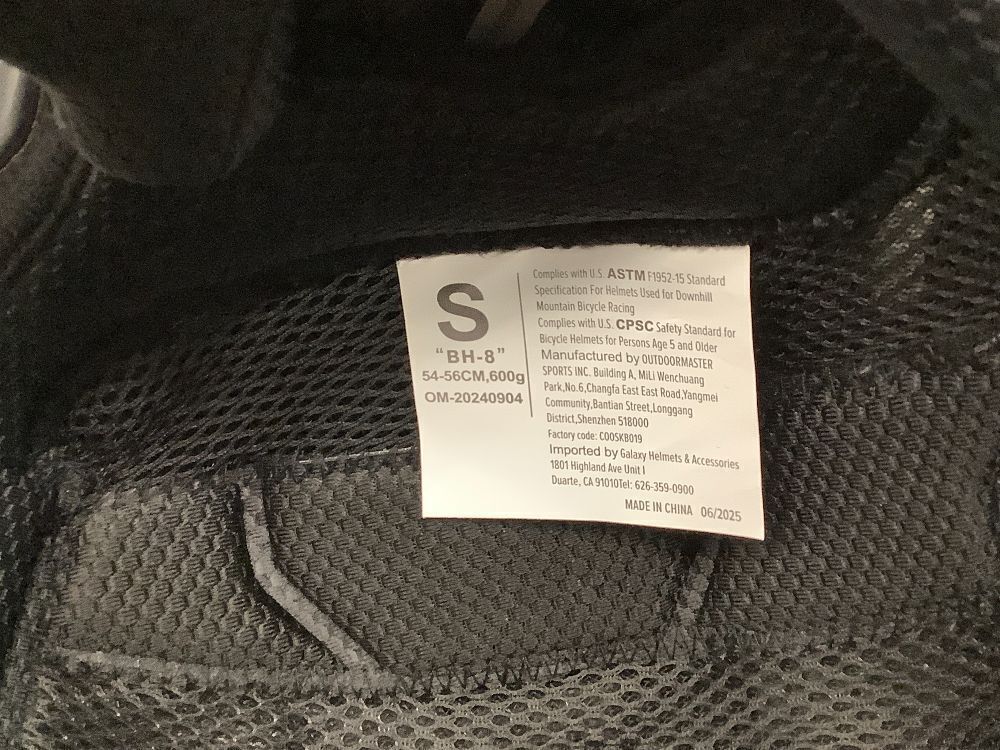 S
“BH-8”
54-56CM,600g
OM-20240904
Complies with U.S. ASTM F1952-15 Standard
Specification For Helmets Used for Downhill
Mountain Bicycle Racing
Complies with U.S. CPSC Safety Standard for
Bicycle Helmets for Persons Age 5 and Older
Manufactured by OUTDOORMASTER
SPORTS INC. Building A, MiLi Wenchuang
Park,No.6,Changfa East East Road,Yangmei
Community,Bantian Street,Longgang
District,Shenzhen 518000
Factory code: C00SKB019
Imported by Galaxy Helmets & Accessories
1801 Highland Ave Unit I
Duarte, CA 91010Tel: 626-359-0900
MADE IN CHINA 06/2025